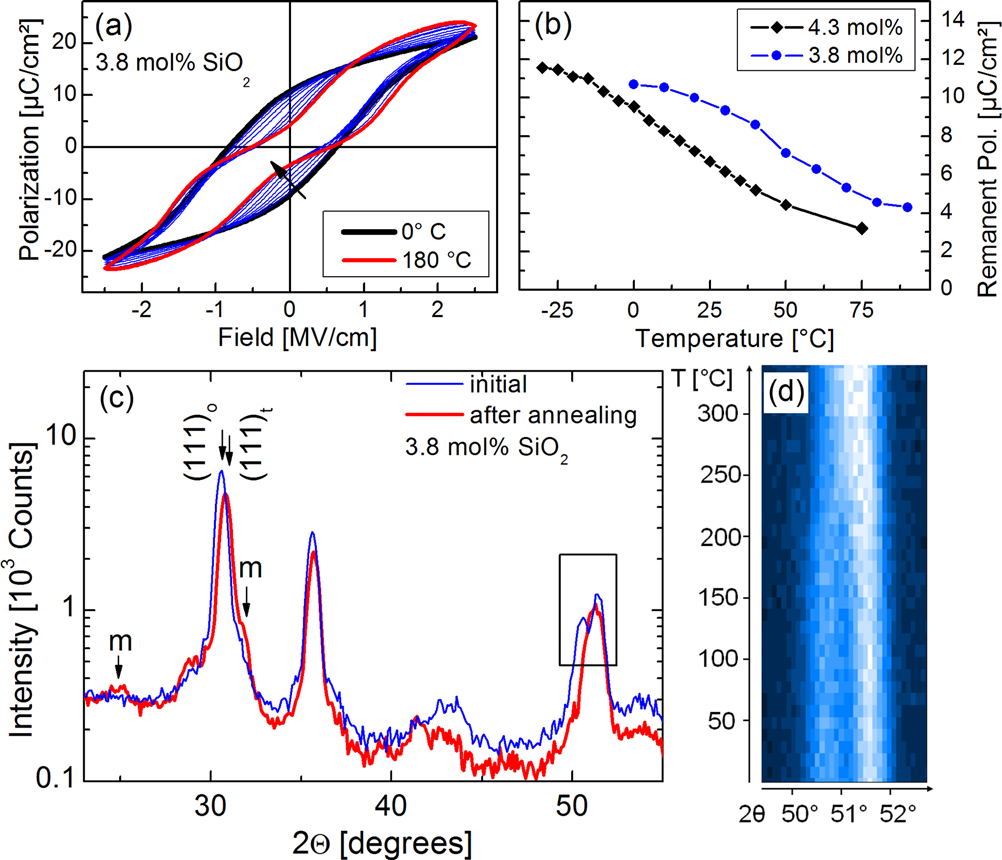 (a)
3.8 mol% SiO₂
Polarization [µC/cm²]
20
10
0
-10
-20
0° C
180 °C
-2 -1 0 1 2
Field [MV/cm]
(b)
4.3 mol%
3.8 mol%
14
12
10
8
6
4
2
0
Remanent Pol. [µC/cm²]
-25 0 25 50 75
Temperature [°C]
(c)
initial
after annealing
3.8 mol% SiO₂
(111)ₒ
(111)ₜ
m
m
Intensity [10³ Counts]
10
1
0.1
30 40 50
2Θ [degrees]
T [°C]
(d)
300
250
200
150
100
50
2θ 50° 51° 52°